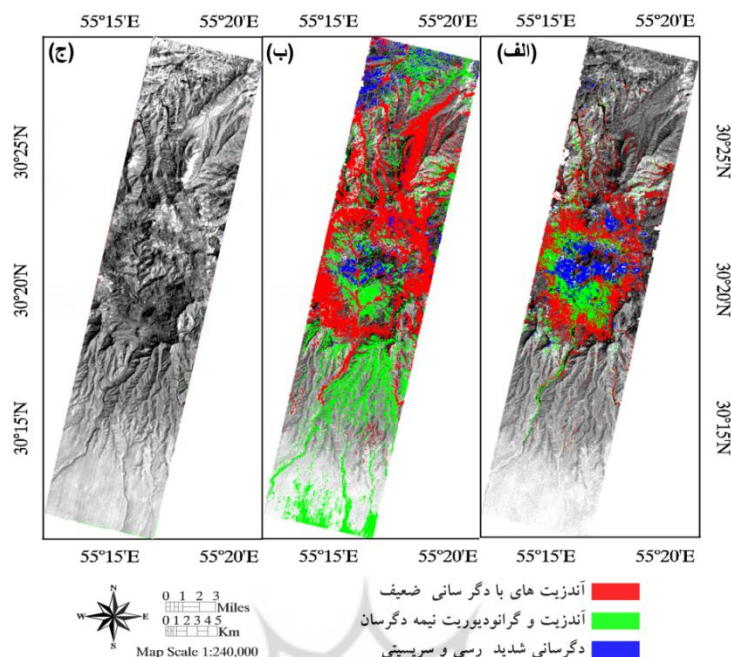 55°15'E 55°20'E 55°15'E 55°20'E 55°15'E 55°20'E
(ج) (ب) (الف)
30°25'N 30°25'N
30°20'N 30°20'N
30°15'N 30°15'N
55°15'E 55°20'E 55°15'E 55°20'E 55°15'E 55°20'E
N
W E
S
0 1 2 3
Miles
0 1 2 3 4 5
Km
Map Scale 1:240,000
آندزیت های با دگر سانی ضعیف
آندزیت و گرانودیوریت نیمه دگرسان
دگرسانی شدید رسی و سریسیتی